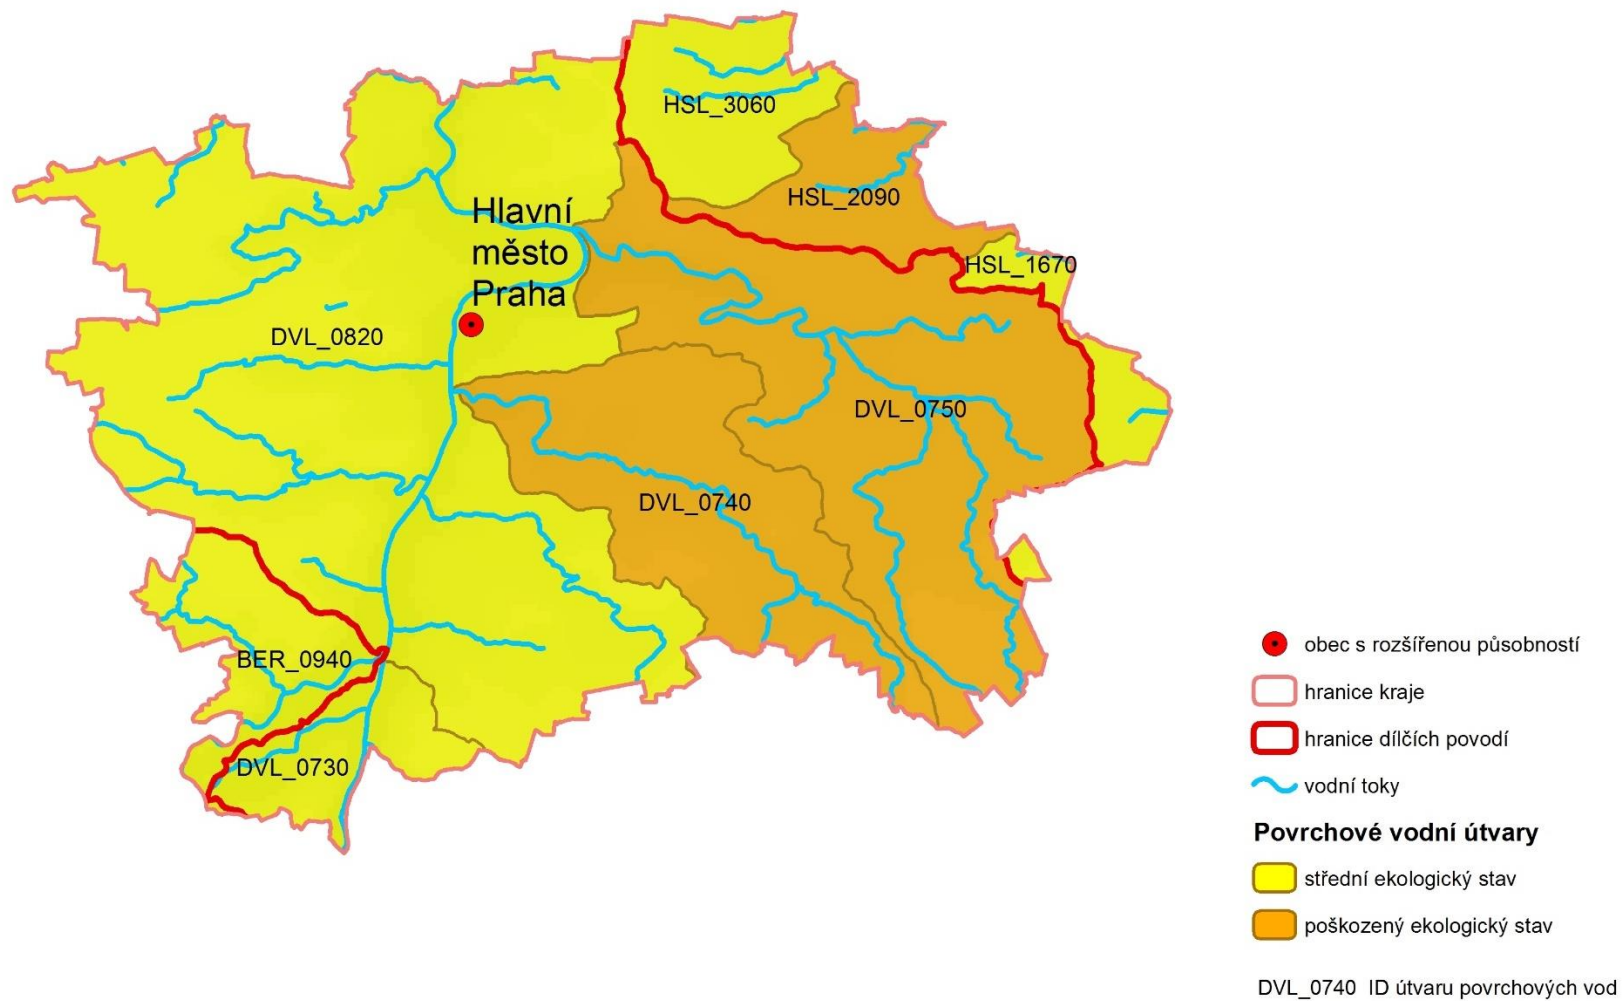 HSL_3060
HSL_2090
Hlavní
město
Praha
HSL_1670
DVL_0820
DVL_0750
DVL_0740
BER_0940
DVL_0730
obec s rozšířenou působností
hranice kraje
hranice dílčích povodí
vodní toky
Povrchové vodní útvary
střední ekologický stav
poškozený ekologický stav
DVL_0740 ID útvaru povrchových vod